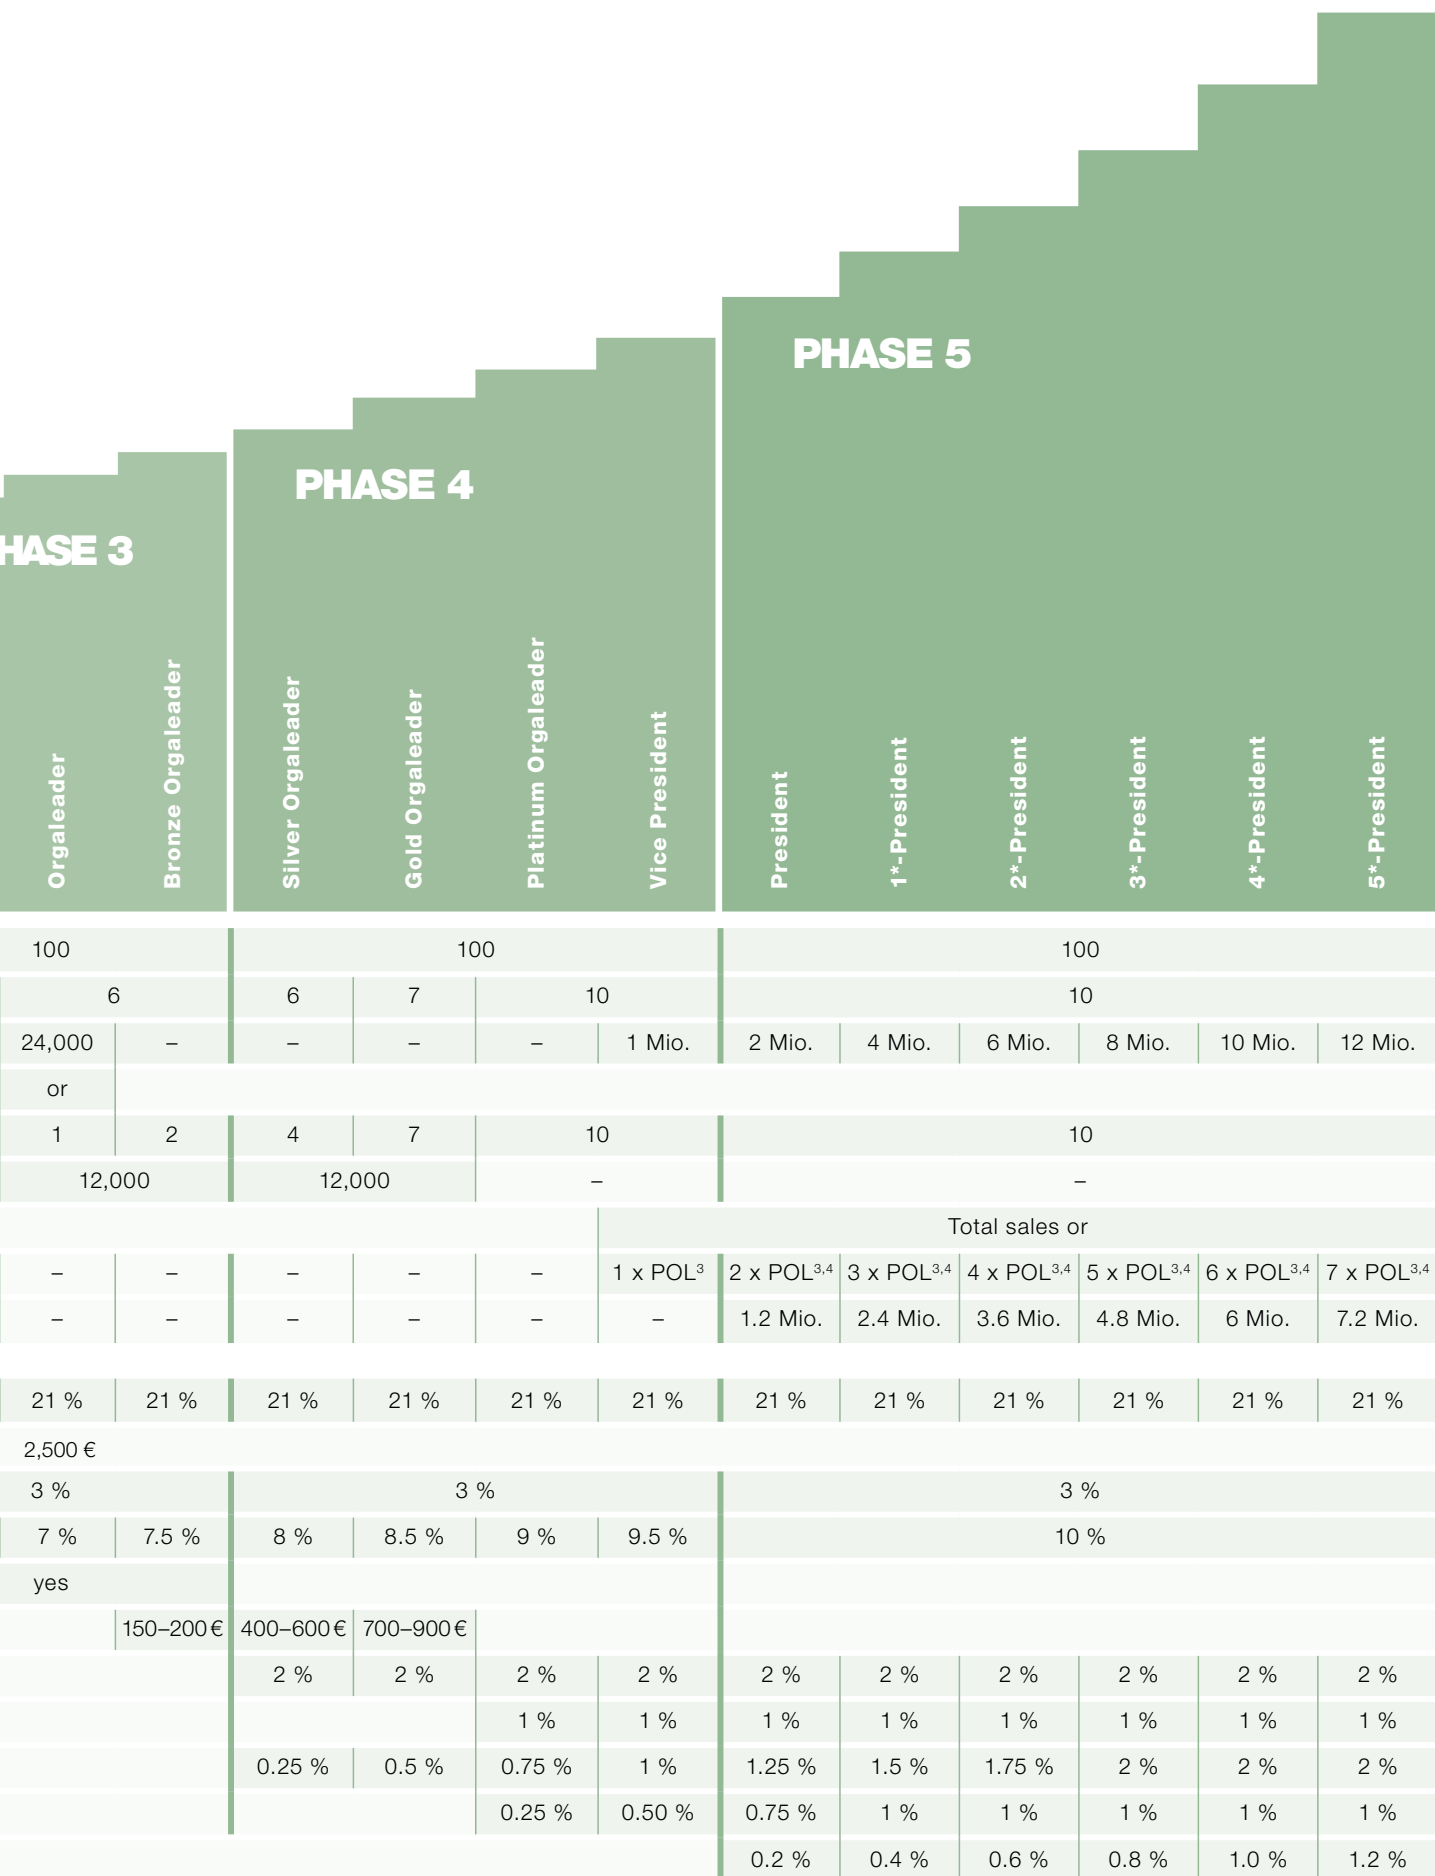 PHASE 5
PHASE 4
HASE 3
Orgaleader
Bronze Orgaleader
Silver Orgaleader
Gold Orgaleader
Platinum Orgaleader
Vice President
President
1*-President
2*-President
3*-President
4*-President
5*-President
100 100 100
6 6 7 10 10
24,000 – – – – 1 Mio. 2 Mio. 4 Mio. 6 Mio. 8 Mio. 10 Mio. 12 Mio.
or
1 2 4 7 10 10
12,000 12,000 – –
Total sales or
– – – – – 1 x POL³ 2 x POL³,⁴ 3 x POL³,⁴ 4 x POL³,⁴ 5 x POL³,⁴ 6 x POL³,⁴ 7 x POL³,⁴
– – – – – – 1.2 Mio. 2.4 Mio. 3.6 Mio. 4.8 Mio. 6 Mio. 7.2 Mio.
21 % 21 % 21 % 21 % 21 % 21 % 21 % 21 % 21 % 21 % 21 % 21 %
2,500 €
3 % 3 % 3 %
7 % 7.5 % 8 % 8.5 % 9 % 9.5 % 10 %
yes
150–200 € 400–600 € 700–900 €
2 % 2 % 2 % 2 % 2 % 2 % 2 % 2 % 2 % 2 %
1 % 1 % 1 % 1 % 1 % 1 % 1 % 1 %
0.25 % 0.5 % 0.75 % 1 % 1.25 % 1.5 % 1.75 % 2 % 2 % 2 %
0.25 % 0.50 % 0.75 % 1 % 1 % 1 % 1 % 1 %
0.2 % 0.4 % 0.6 % 0.8 % 1.0 % 1.2 %